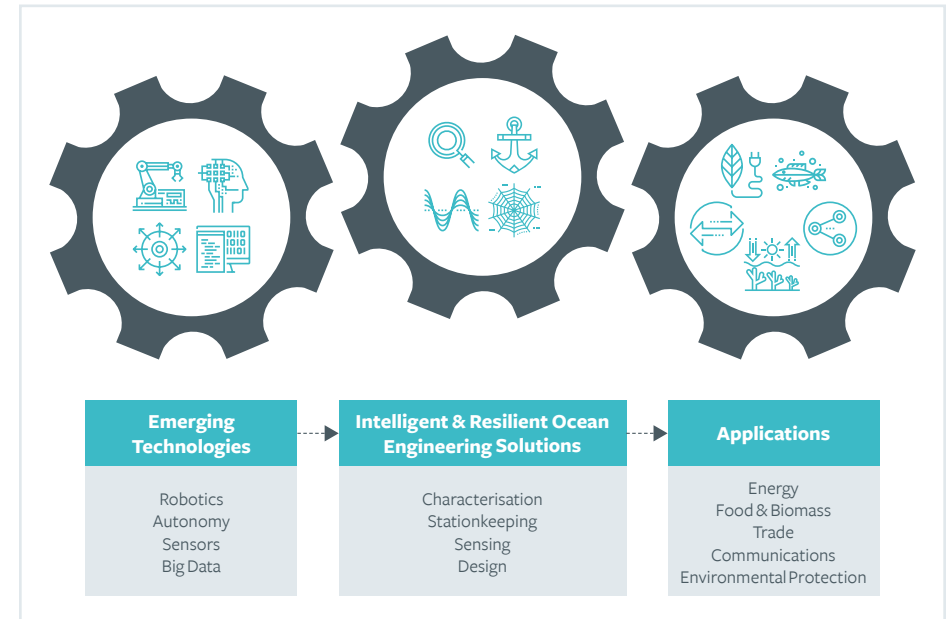 Emerging
Technologies
Robotics
Autonomy
Sensors
Big Data
Intelligent & Resilient Ocean
Engineering Solutions
Characterisation
Stationkeeping
Sensing
Design
Applications
Energy
Food & Biomass
Trade
Communications
Environmental Protection